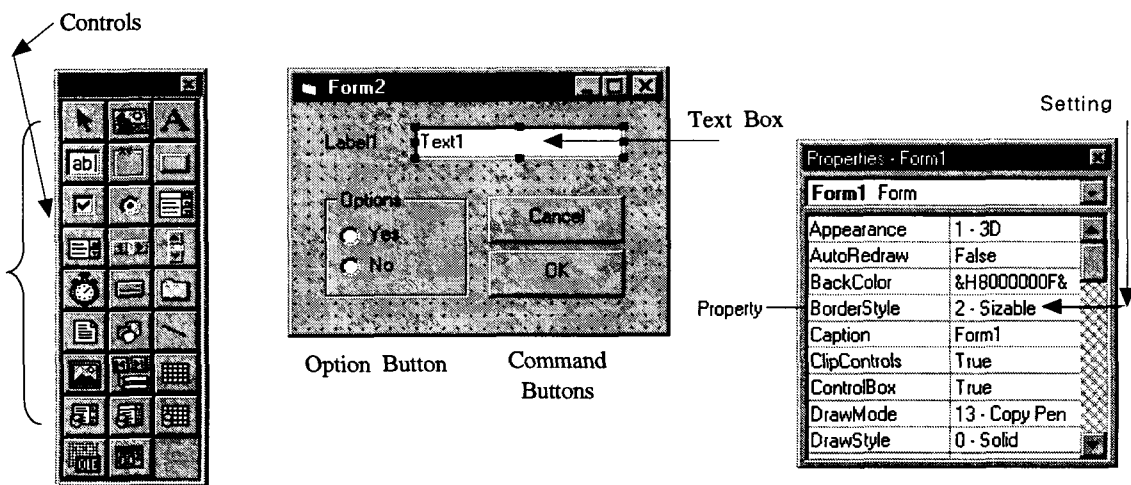 Controls
A
ab|
Form2
Label1
Text1
Text Box
Options
Yes
No
Cancel
OK
Option Button
Command
Buttons
Setting
Property
Properties - Form1
Form1 Form
Appearance 1 - 3D
AutoRedraw False
BackColor &H8000000F&
BorderStyle 2 - Sizable
Caption Form1
ClipControls True
ControlBox True
DrawMode 13 - Copy Pen
DrawStyle 0 - Solid